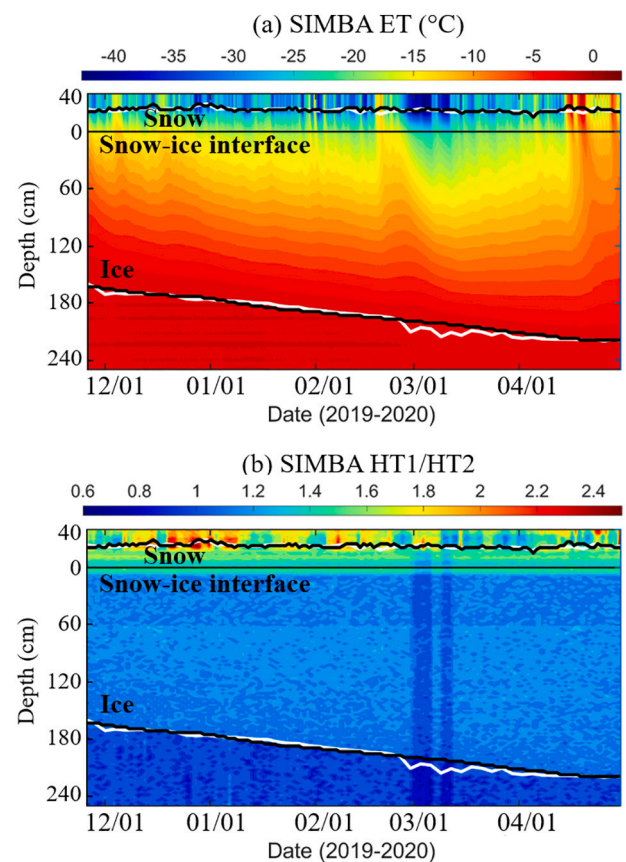 (a) SIMBA ET (°C)
-40 -35 -30 -25 -20 -15 -10 -5 0
40
Snow
0
Snow-ice interface
60
120
Ice
180
240
Depth (cm)
12/01 01/01 02/01 03/01 04/01
Date (2019-2020)
(b) SIMBA HT1/HT2
0.6 0.8 1 1.2 1.4 1.6 1.8 2 2.2 2.4
40
Snow
0
Snow-ice interface
60
120
Ice
180
240
Depth (cm)
12/01 01/01 02/01 03/01 04/01
Date (2019-2020)